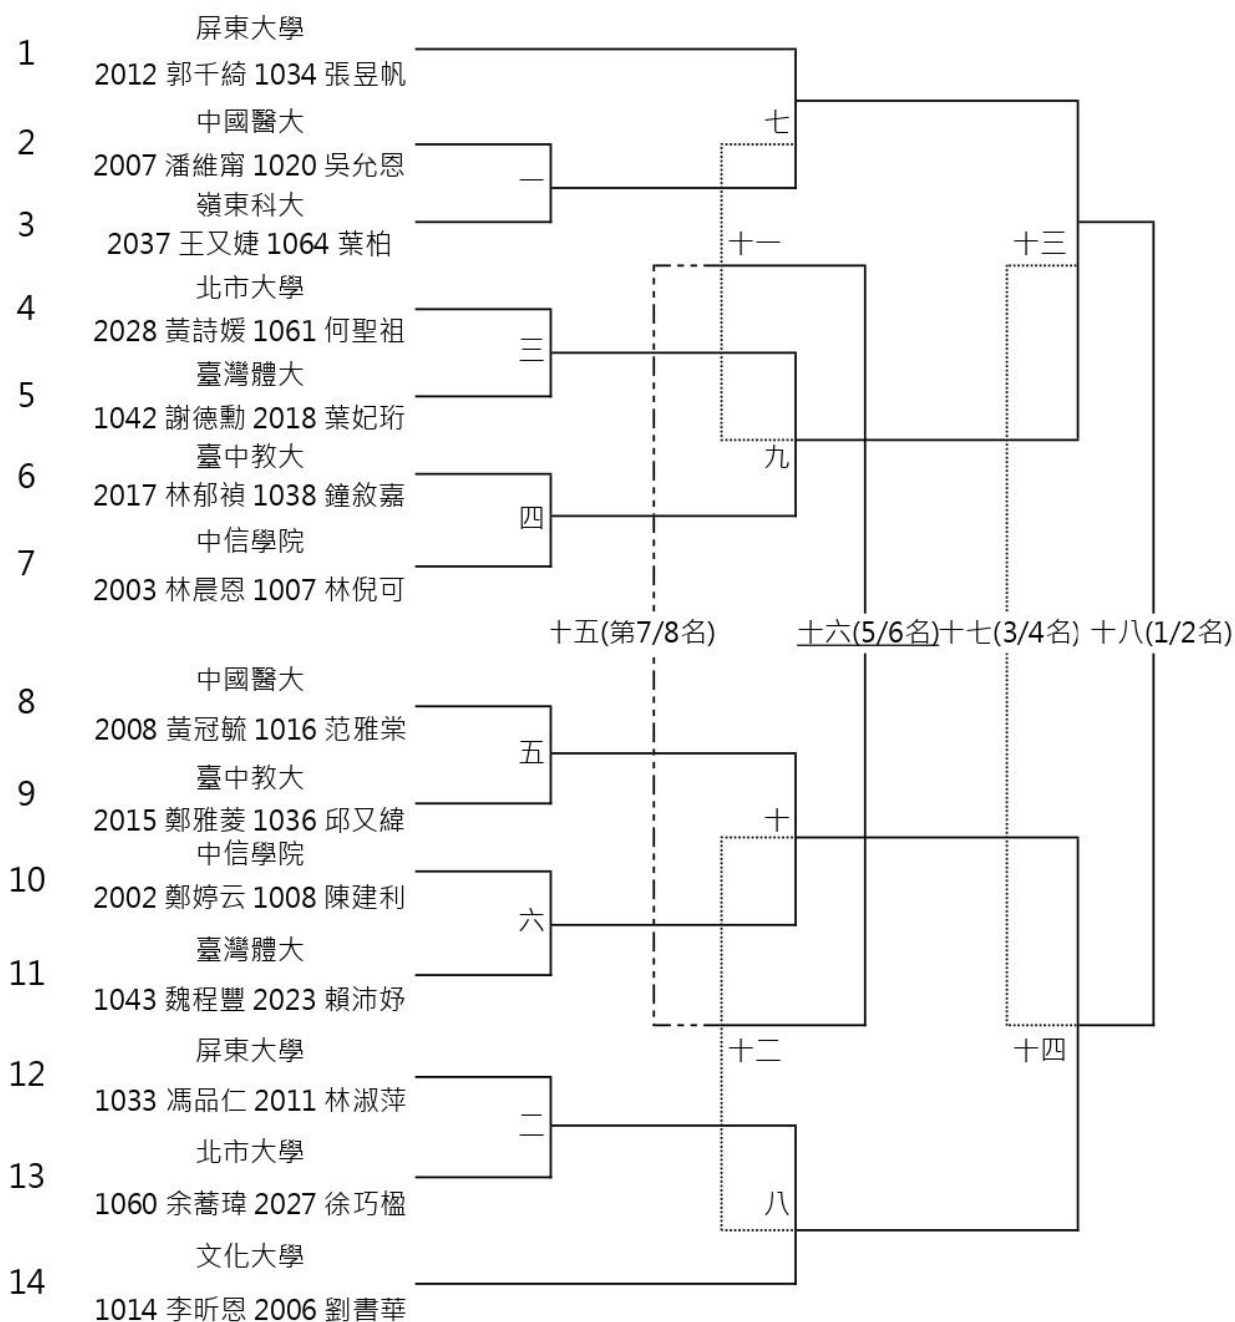 屏東大學
1
2012 郭千綺 1034 張昱帆
中國醫大
七
2
2007 潘維甯 1020 吳允恩
一
嶺東科大
3
2037 王又婕 1064 葉柏
十一
十三
北市大學
4
2028 黃詩媛 1061 何聖祖
三
臺灣體大
5
1042 謝德勳 2018 葉妃珩
臺中教大
九
6
2017 林郁禎 1038 鐘敘嘉
四
中信學院
7
2003 林晨恩 1007 林倪可
十五(第7/8名) 十六(5/6名) 十七(3/4名) 十八(1/2名)
中國醫大
8
2008 黃冠毓 1016 范雅棠
五
臺中教大
9
2015 鄭雅菱 1036 邱又緯
十
中信學院
10
2002 鄭婷云 1008 陳建利
六
臺灣體大
11
1043 魏程豐 2023 賴沛妤
屏東大學
十二
十四
12
1033 馮品仁 2011 林淑萍
二
北市大學
13
1060 余蕎瑋 2027 徐巧楹
八
文化大學
14
1014 李昕恩 2006 劉書華